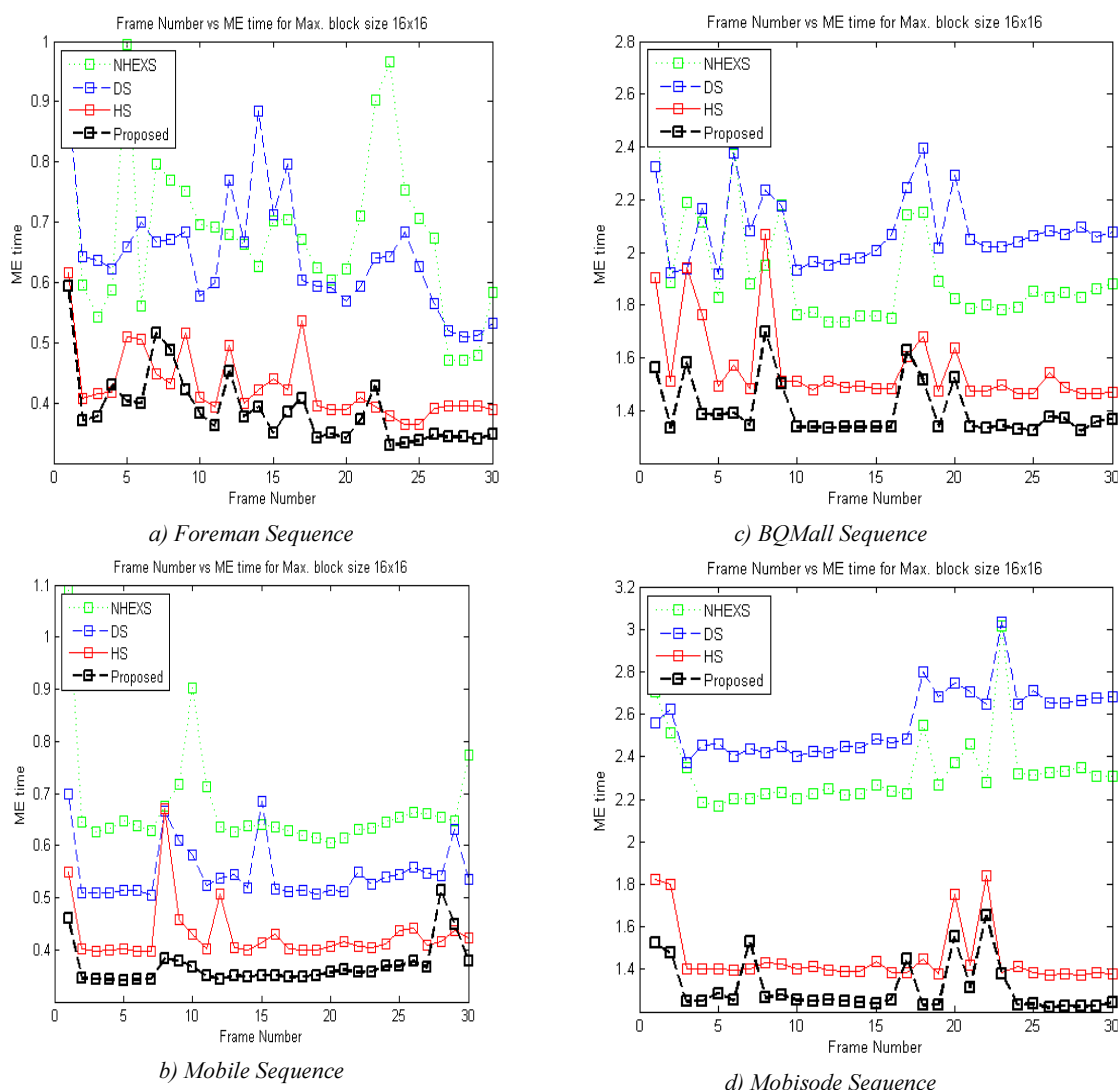 Frame Number vs ME time for Max. block size 16x16
1
0.9
0.8
0.7
0.6
0.5
0.4
ME time
NHEXS
DS
HS
Proposed
0 5 10 15 20 25 30
Frame Number
a) Foreman Sequence
Frame Number vs ME time for Max. block size 16x16
2.8
2.6
2.4
2.2
2
1.8
1.6
1.4
ME time
NHEXS
DS
HS
Proposed
0 5 10 15 20 25 30
Frame Number
c) BQMall Sequence
Frame Number vs ME time for Max. block size 16x16
1.1
1
0.9
0.8
0.7
0.6
0.5
0.4
ME time
NHEXS
DS
HS
Proposed
0 5 10 15 20 25 30
Frame Number
b) Mobile Sequence
Frame Number vs ME time for Max. block size 16x16
3.2
3
2.8
2.6
2.4
2.2
2
1.8
1.6
1.4
ME time
NHEXS
DS
HS
Proposed
0 5 10 15 20 25 30
Frame Number
d) Mobisode Sequence